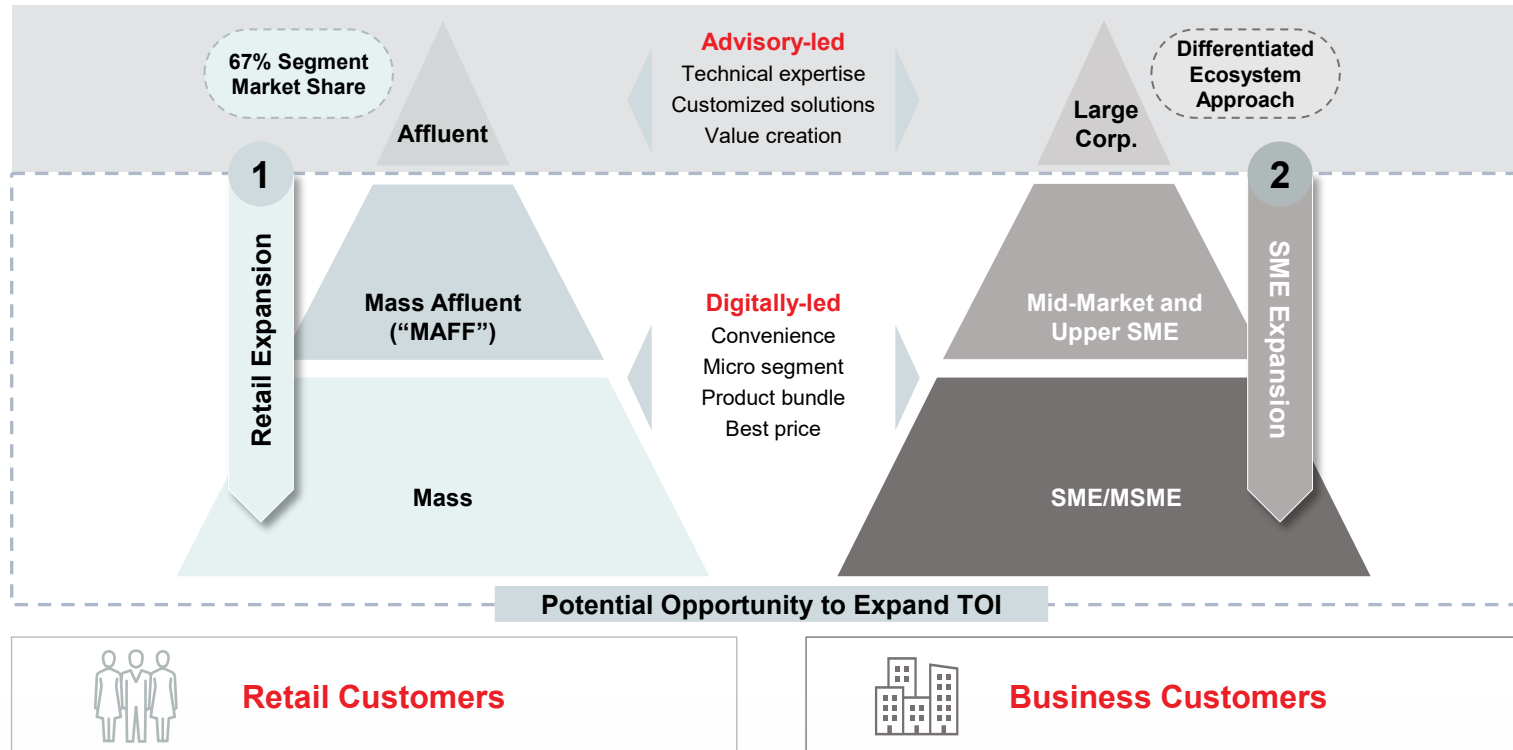 67% Segment
Market Share
Affluent
Advisory-led
Technical expertise
Customized solutions
Value creation
Large
Corp.
Differentiated
Ecosystem
Approach
1
Retail Expansion
Mass Affluent
(“MAFF”)
Mass
Digitally-led
Convenience
Micro segment
Product bundle
Best price
Mid-Market and
Upper SME
SME/MSME
2
SME Expansion
Potential Opportunity to Expand TOI
Retail Customers
Business Customers